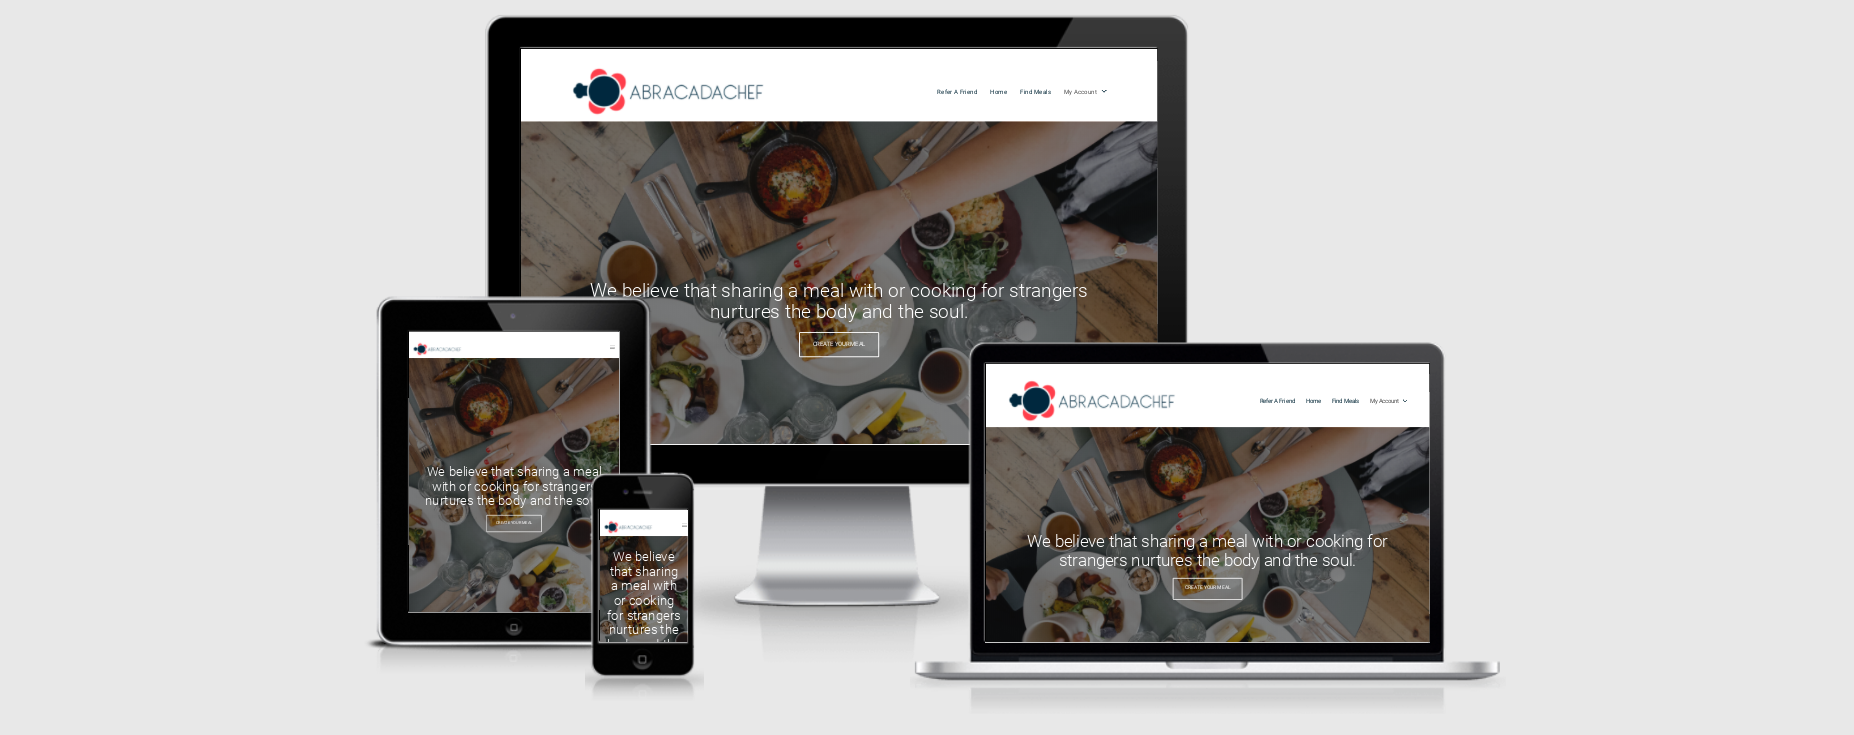 ABRACADACHEF
Refer A Friend Home Find Meals My Account
We believe that sharing a meal with or cooking for strangers
nurtures the body and the soul.
CREATE YOUR MEAL
ABRACADACHEF
We believe that sharing a meal
with or cooking for strangers
nurtures the body and the
CREATE YOUR MEAL
ABRACADACHEF
We believe
that sharing
a meal with
or cooking
for strangers
nurtures the
ABRACADACHEF
Refer A Friend Home Find Meals My Account
We believe that sharing a meal with or cooking for
strangers nurtures the body and the soul.
CREATE YOUR MEAL